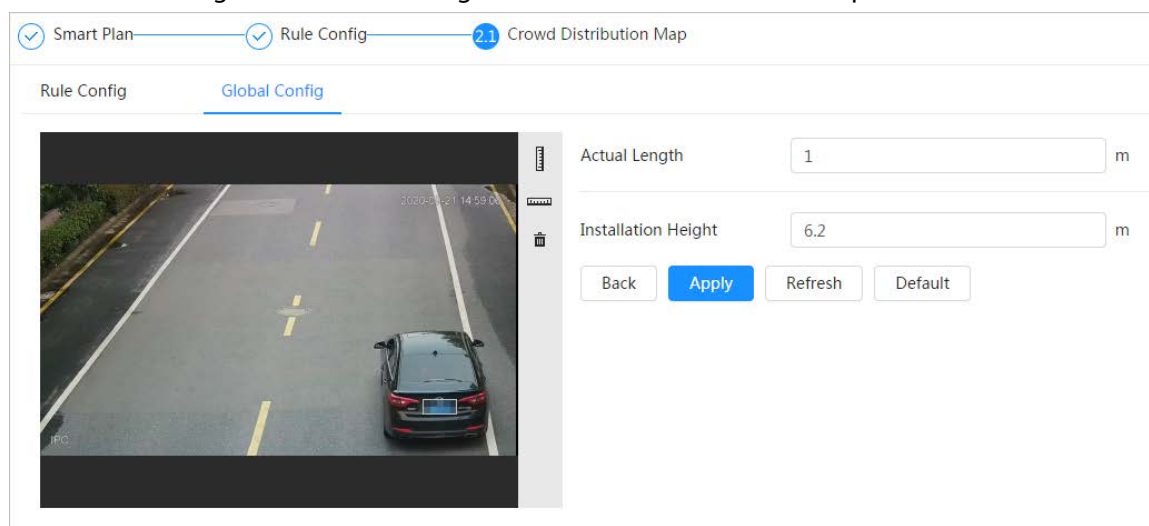 Smart Plan
Rule Config
2.1 Crowd Distribution Map
Rule Config
Global Config
Actual Length 1 m
Installation Height 6.2 m
Back Apply Refresh Default
IPC